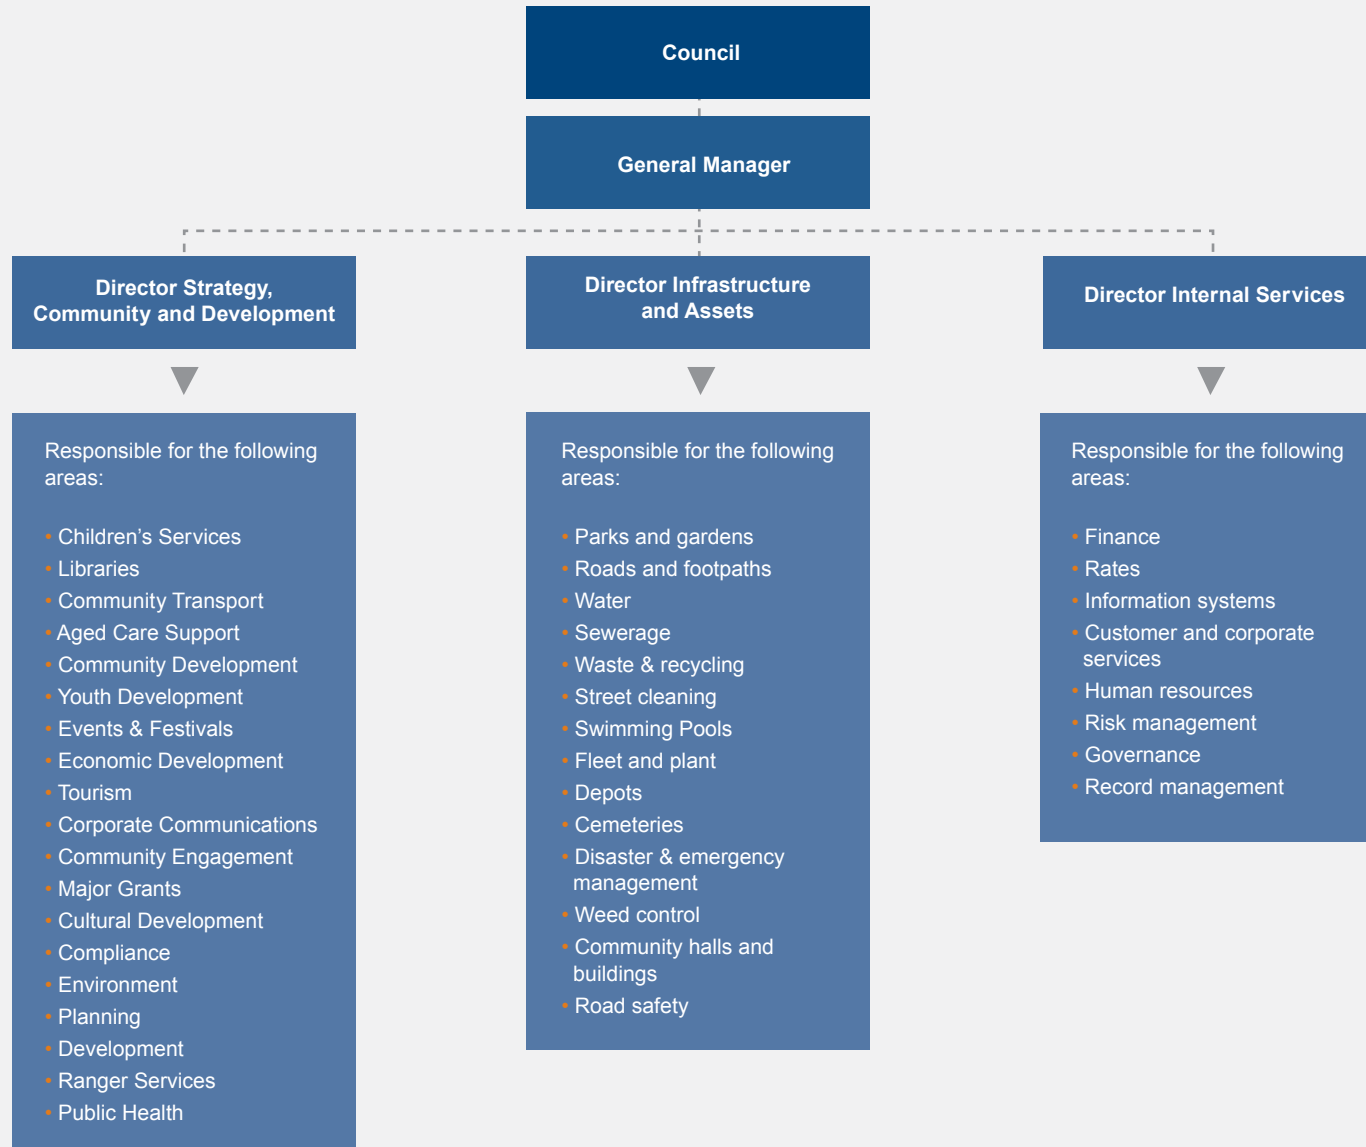 Council
General Manager
Director Strategy,
Community and Development
Director Infrastructure
and Assets
Director Internal Services
Responsible for the following
areas:
• Children’s Services
• Libraries
• Community Transport
• Aged Care Support
• Community Development
• Youth Development
• Events & Festivals
• Economic Development
• Tourism
• Corporate Communications
• Community Engagement
• Major Grants
• Cultural Development
• Compliance
• Environment
• Planning
• Development
• Ranger Services
• Public Health
Responsible for the following
areas:
• Parks and gardens
• Roads and footpaths
• Water
• Sewerage
• Waste & recycling
• Street cleaning
• Swimming Pools
• Fleet and plant
• Depots
• Cemeteries
• Disaster & emergency
management
• Weed control
• Community halls and
buildings
• Road safety
Responsible for the following
areas:
• Finance
• Rates
• Information systems
• Customer and corporate
services
• Human resources
• Risk management
• Governance
• Record management